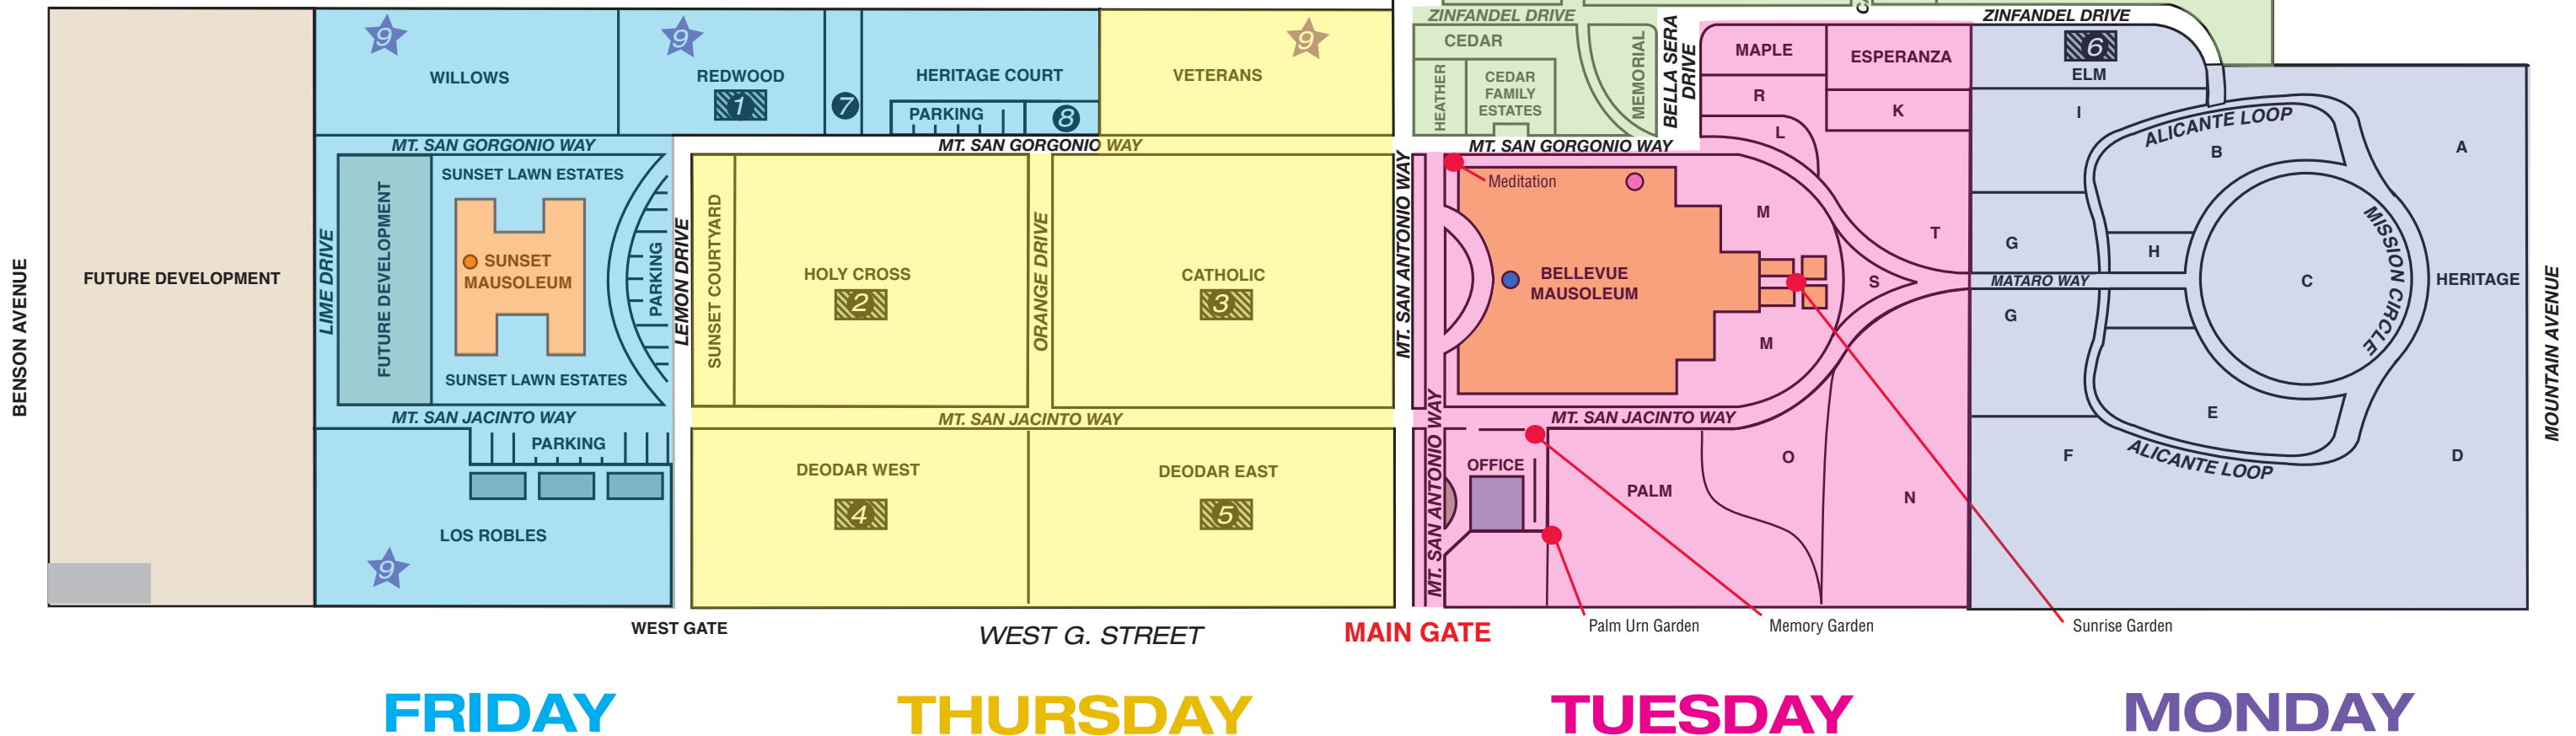 ZINFANDEL DRIVE
ZINFANDEL DRIVE
9
9
9
WILLOWS
REDWOOD
1
7
HERITAGE COURT
PARKING
8
VETERANS
CEDAR
HEATHER
CEDAR
FAMILY
ESTATES
MEMORIAL
BELLA SERA
DRIVE
MAPLE
ESPERANZA
R
K
L
6
ELM
I
ALICANTE LOOP
B
A
MT. SAN GORGONIO WAY
MT. SAN GORGONIO WAY
MT. SAN GORGONIO WAY
BENSON AVENUE
FUTURE DEVELOPMENT
LIME DRIVE
FUTURE DEVELOPMENT
SUNSET LAWN ESTATES
SUNSET
MAUSOLEUM
SUNSET LAWN ESTATES
PARKING
LEMON DRIVE
SUNSET COURTYARD
HOLY CROSS
2
ORANGE DRIVE
CATHOLIC
3
MT. SAN ANTONIO WAY
Meditation
BELLEVUE
MAUSOLEUM
M
M
S
T
G
G
H
MATARO WAY
C
MISSION CIRCLE
HERITAGE
MOUNTAIN AVENUE
MT. SAN JACINTO WAY
MT. SAN JACINTO WAY
MT. SAN JACINTO WAY
PARKING
LOS ROBLES
9
DEODAR WEST
4
DEODAR EAST
5
MT. SAN ANTONIO WAY
OFFICE
PALM
O
N
F
E
ALICANTE LOOP
D
WEST GATE
WEST G. STREET
MAIN GATE
Palm Urn Garden
Memory Garden
Sunrise Garden
FRIDAY
THURSDAY
TUESDAY
MONDAY